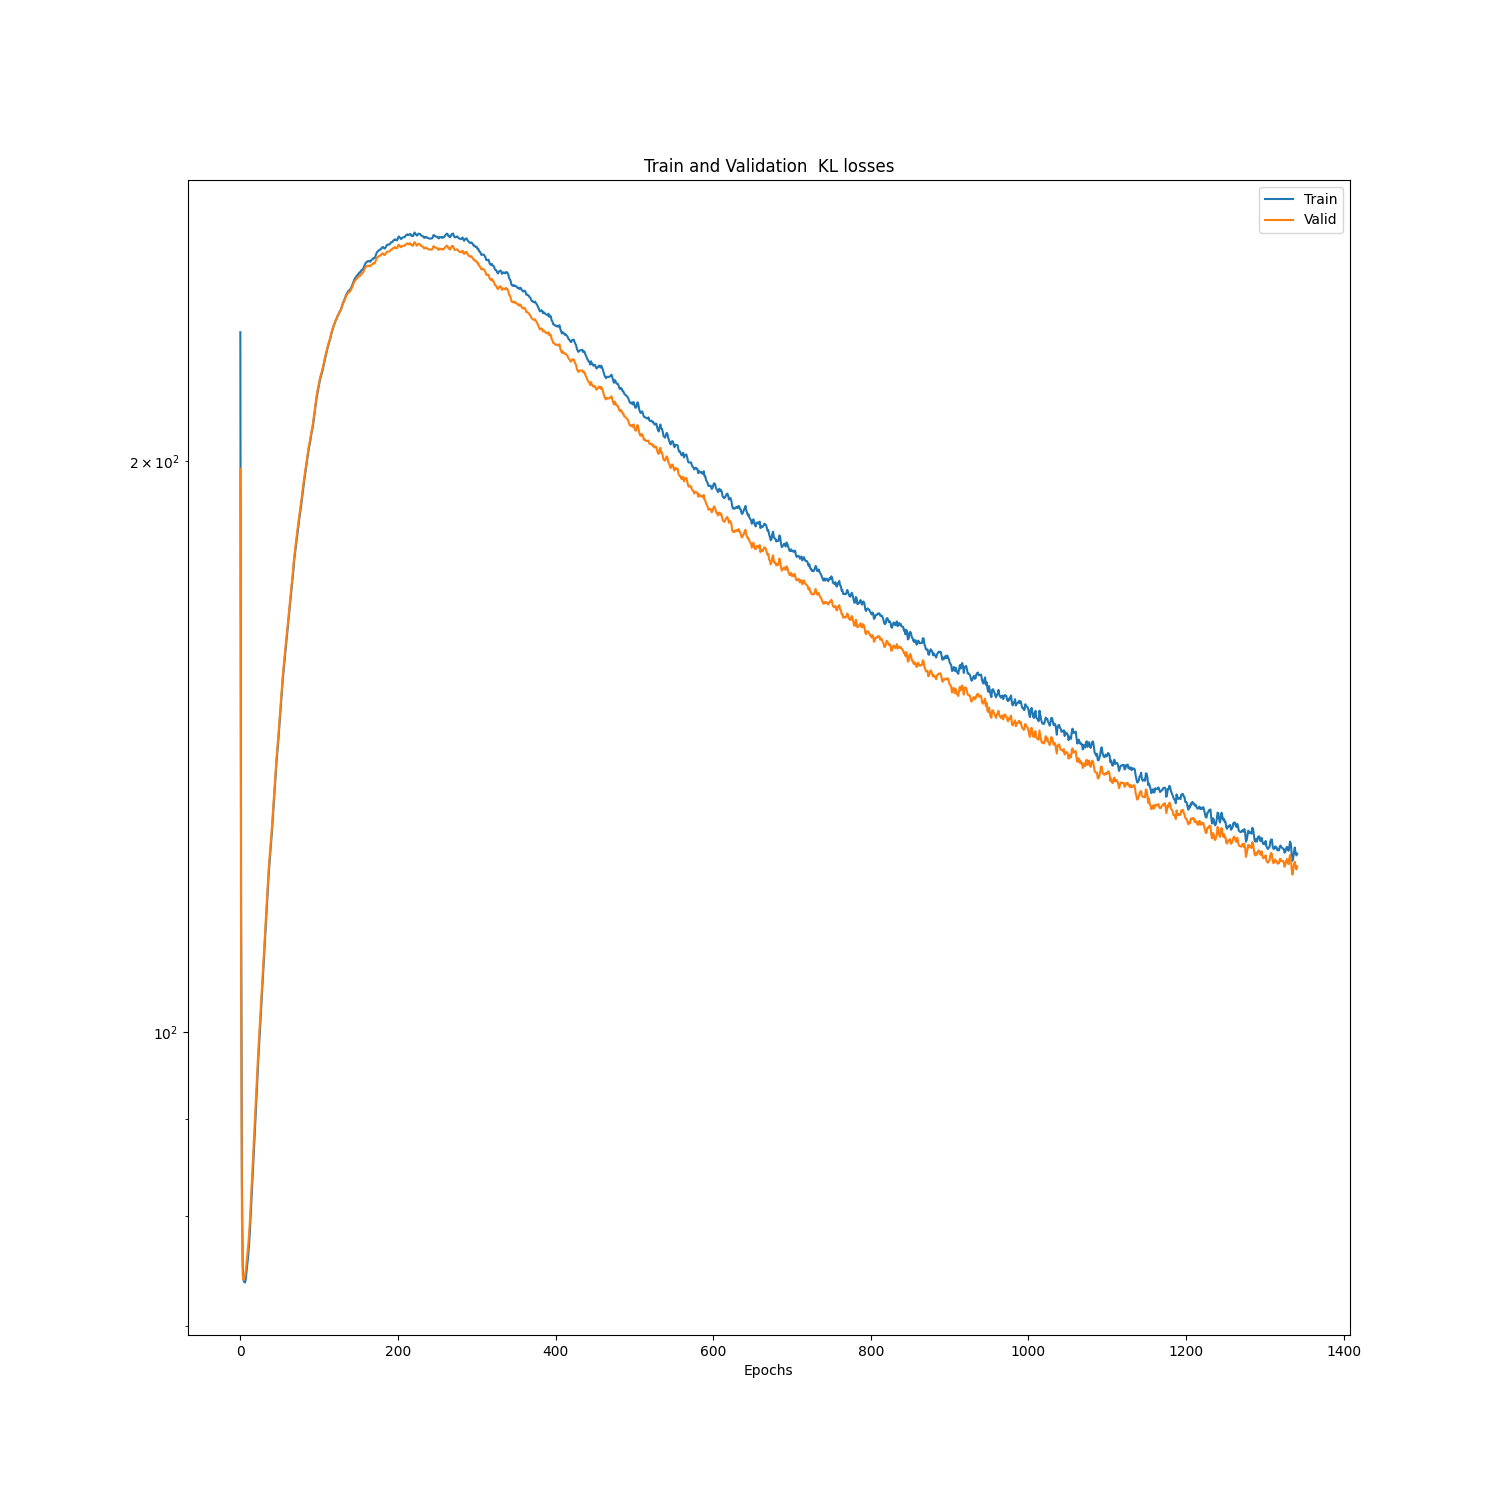 Train and Validation  KL losses
Train
Valid
2 × 10²
10²
0 200 400 600 800 1000 1200 1400
Epochs